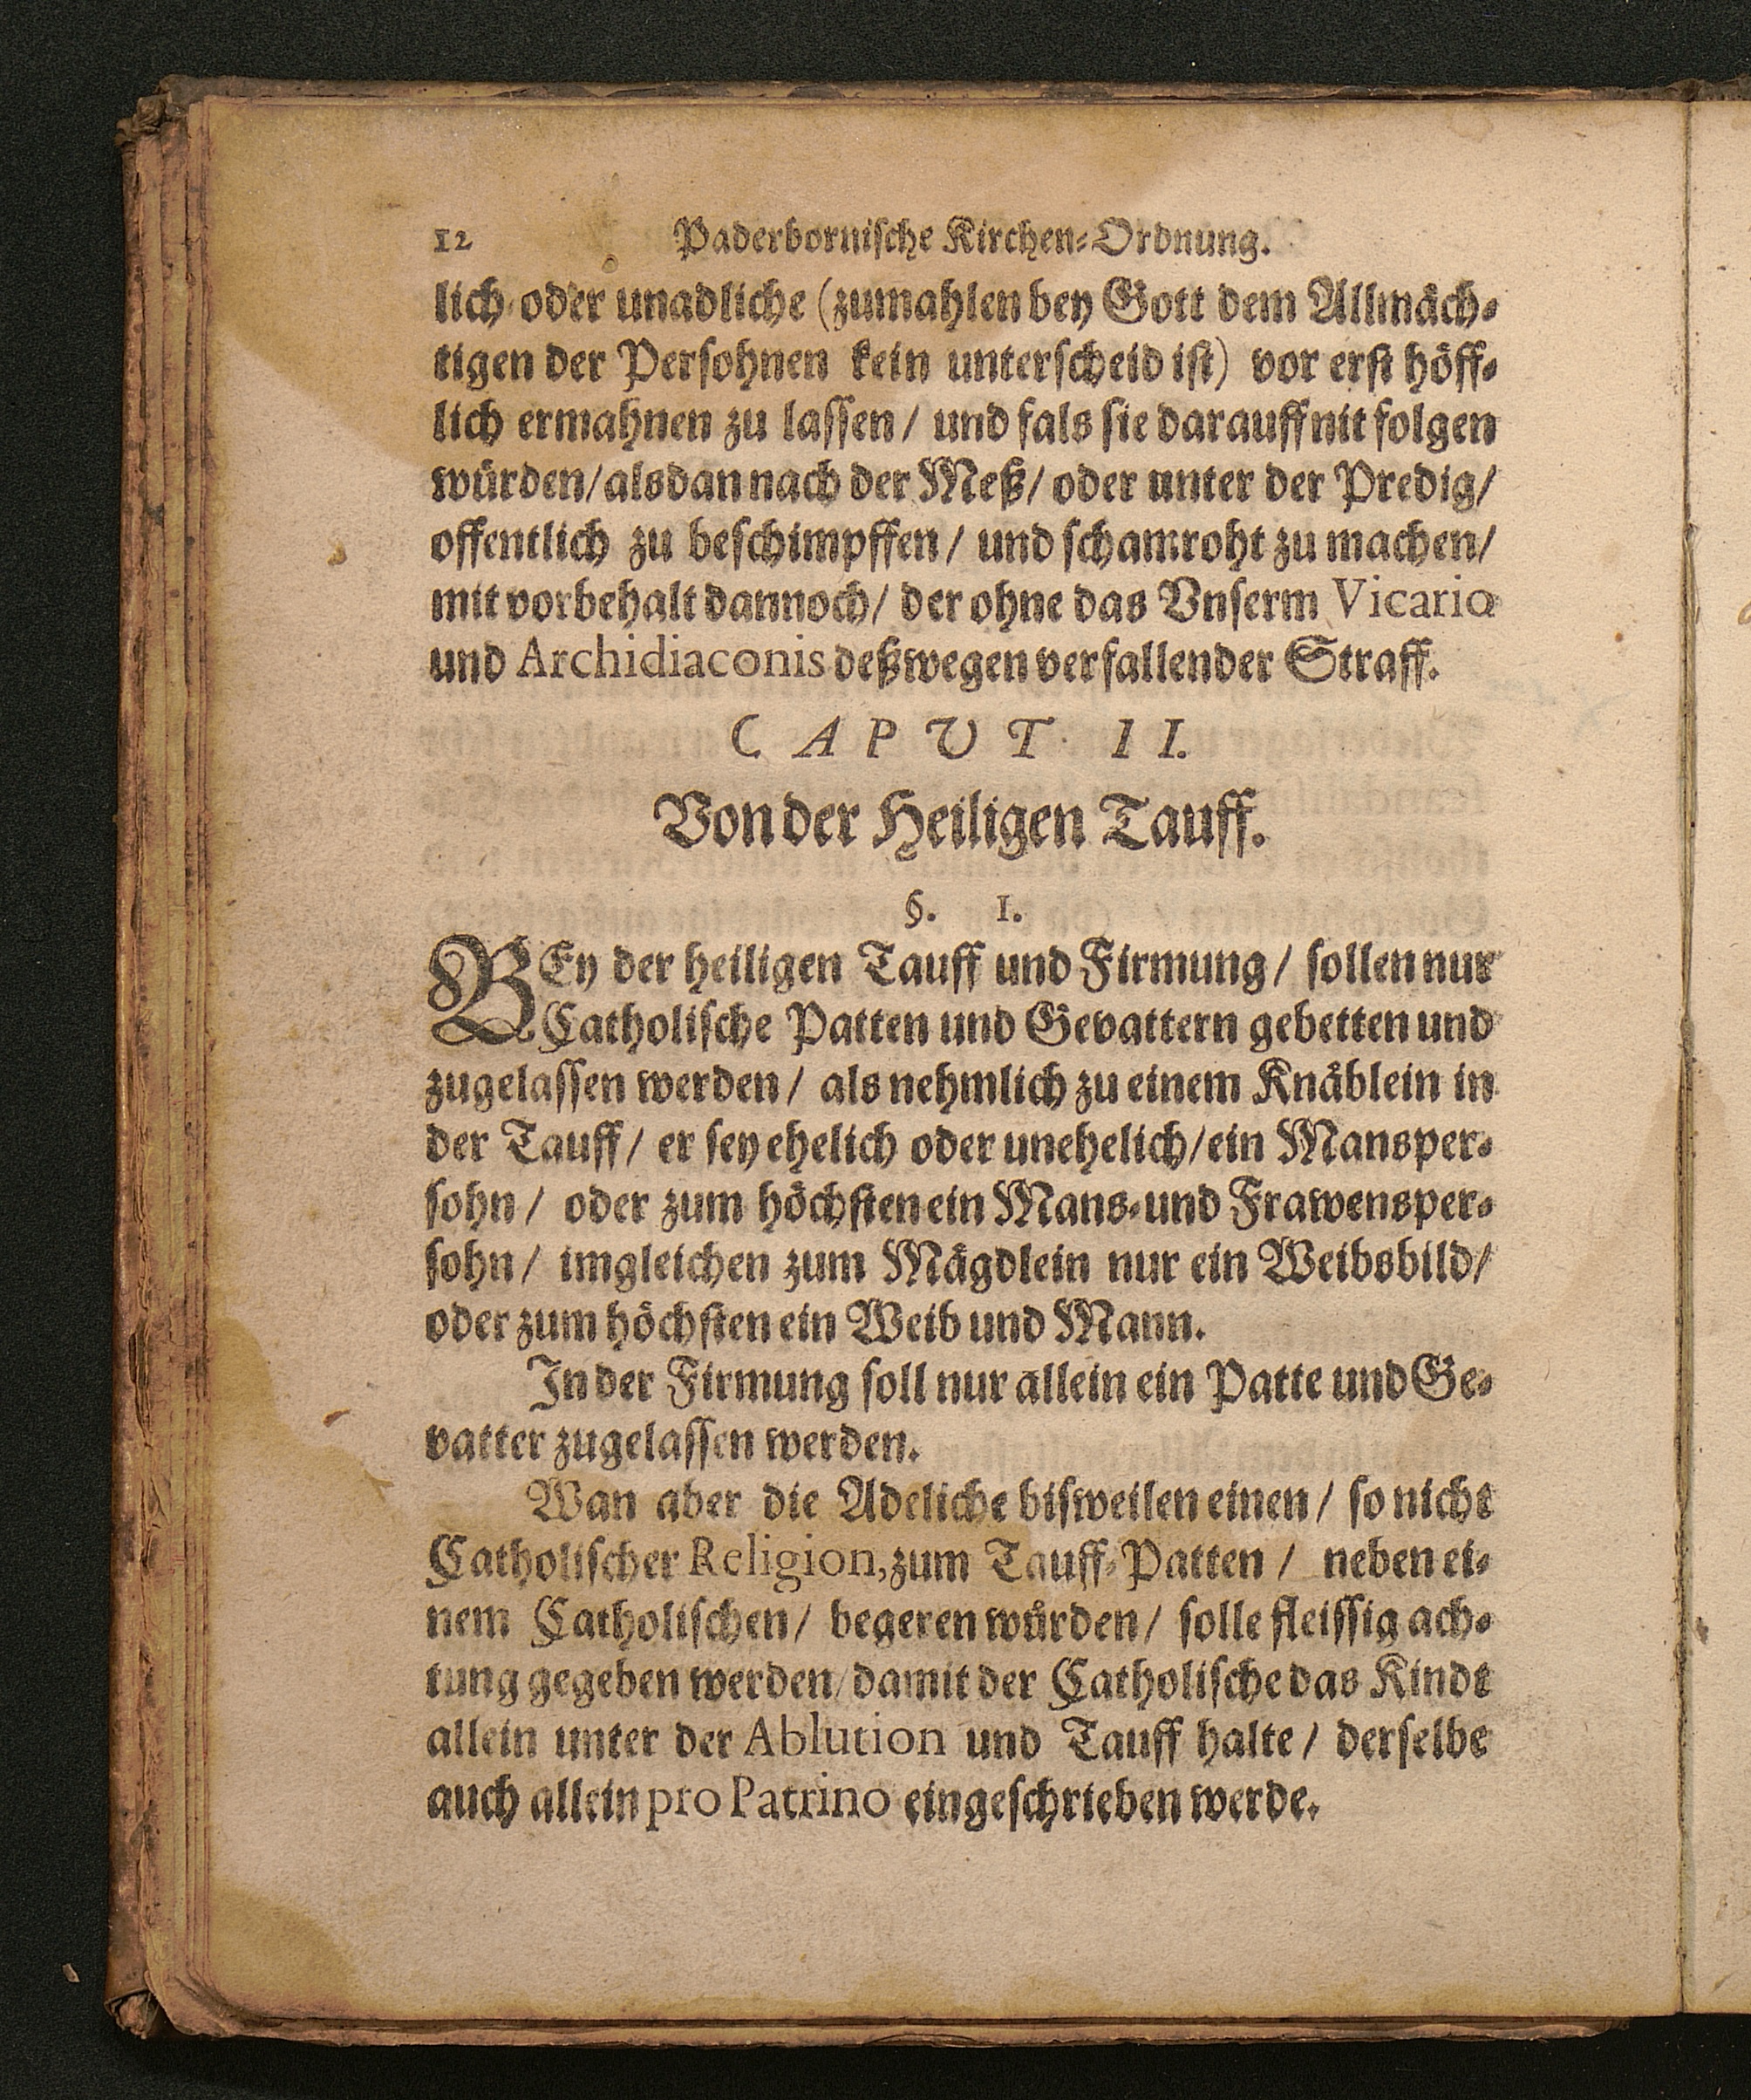 12 Paderbornische Kirchen-Ordnung.
lich oder unadliche (zumahlen bey Gott dem Allmäch-
tigen der Persohnen kein unterscheid ist) vor erst höff-
lich ermahnen zu lassen / und fals sie darauff nit folgen
würden / alsdan nach der Meß / oder unter der Predig /
offentlich zu beschimpffen / und schamroht zu machen /
mit vorbehalt dannoch / der ohne das Vnserm Vicario
und Archidiaconis deßwegen verfallender Straff.
CAPVT II.
Von der Heiligen Tauff.
§. 1.
BEy der heiligen Tauff und Firmung / sollen nur
Catholische Patten und Gevattern gebetten und
zugelassen werden / als nehmlich zu einem Knäblein in
der Tauff / er sey ehelich oder unehelich / ein Mansper-
sohn / oder zum höchsten ein Mans- und Frawensper-
sohn / imgleichen zum Mägdlein nur ein Weibsbild /
oder zum höchsten ein Weib und Mann.
In der Firmung soll nur allein ein Patte und Ge-
vatter zugelassen werden.
Wan aber die Adeliche bisweilen einen / so nicht
Catholischer Religion, zum Tauff-Patten / neben ei-
nem Catholischen / begeren würden / solle fleissig ach-
tung gegeben werden / damit der Catholische das Kindt
allein unter der Ablution und Tauff halte / derselbe
auch allein pro Patrino eingeschrieben werde.